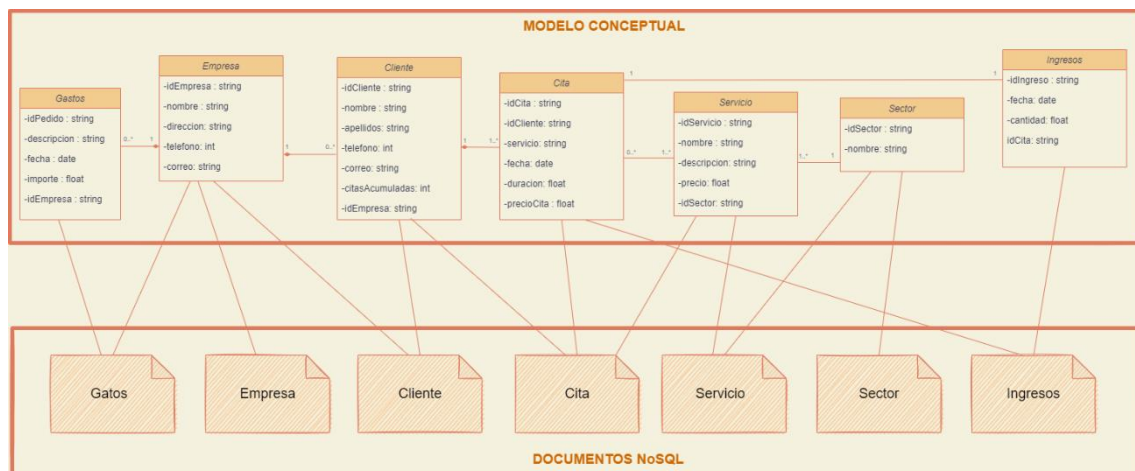 MODELO CONCEPTUAL
Gastos
-idPedido : string
-descripcion : string
-fecha : date
-importe : float
-idEmpresa : string
0..*
1
Empresa
-idEmpresa : string
-nombre : string
-direccion: string
-telefono: int
-correo: string
1
0..*
Cliente
-idCliente : string
-nombre : string
-apellidos: string
-telefono: int
-correo: string
-citasAcumuladas: int
-idEmpresa: string
1
1..*
Cita
-idCita : string
-idCliente: string
-servicio: string
-fecha: date
-duracion: float
-precioCita : float
1
1
0..*
1..*
Servicio
-idServicio : string
-nombre : string
-descripcion: string
-precio: float
-idSector: string
1..*
1
Sector
-idSector : string
-nombre: string
Ingresos
-idIngreso : string
-fecha: date
-cantidad: float
idCita: string
Gatos
Empresa
Cliente
Cita
Servicio
Sector
Ingresos
DOCUMENTOS NoSQL